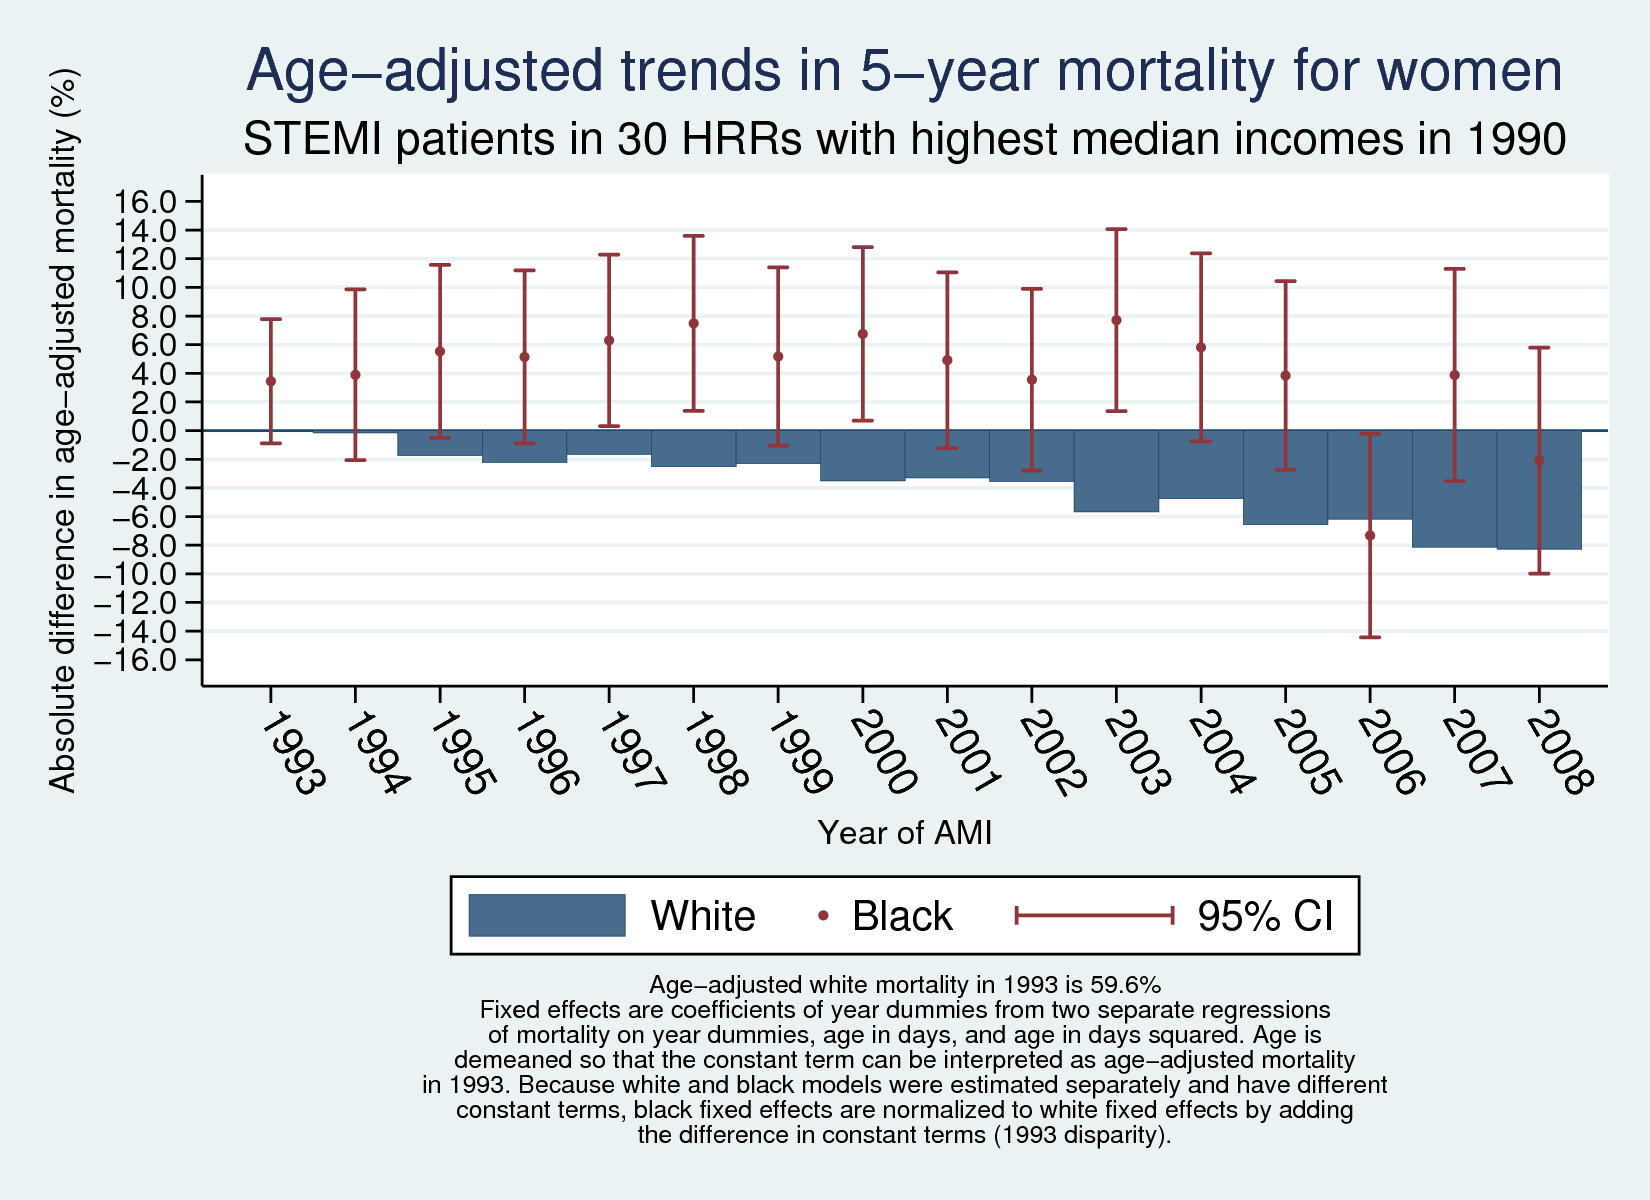 Age−adjusted trends in 5−year mortality for women
STEMI patients in 30 HRRs with highest median incomes in 1990
Absolute difference in age−adjusted mortality (%)
16.0
14.0
12.0
10.0
8.0
6.0
4.0
2.0
0.0
−2.0
−4.0
−6.0
−8.0
−10.0
−12.0
−14.0
−16.0
1993 1994 1995 1996 1997 1998 1999 2000 2001 2002 2003 2004 2005 2006 2007 2008
Year of AMI
White Black 95% CI
Age−adjusted white mortality in 1993 is 59.6%
Fixed effects are coefficients of year dummies from two separate regressions
of mortality on year dummies, age in days, and age in days squared. Age is
demeaned so that the constant term can be interpreted as age−adjusted mortality
in 1993. Because white and black models were estimated separately and have different
constant terms, black fixed effects are normalized to white fixed effects by adding
the difference in constant terms (1993 disparity).